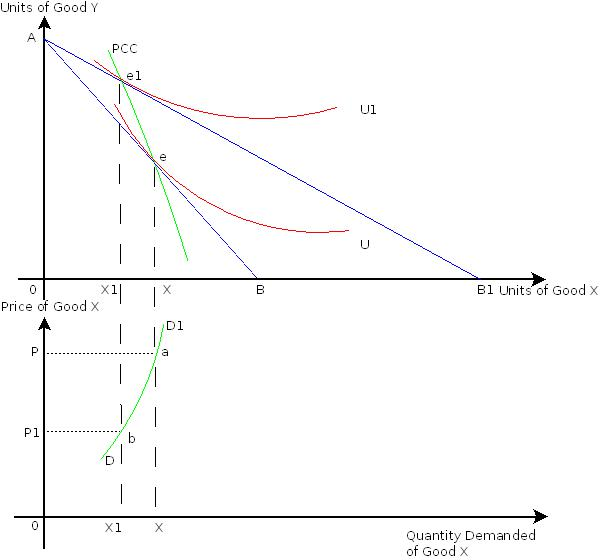 Units of Good Y
A
PCC
e1
U1
e
U
0
X1
X
B
B1
Units of Good X
Price of Good X
D1
P
a
P1
b
D
0
X1
X
Quantity Demanded
of Good X